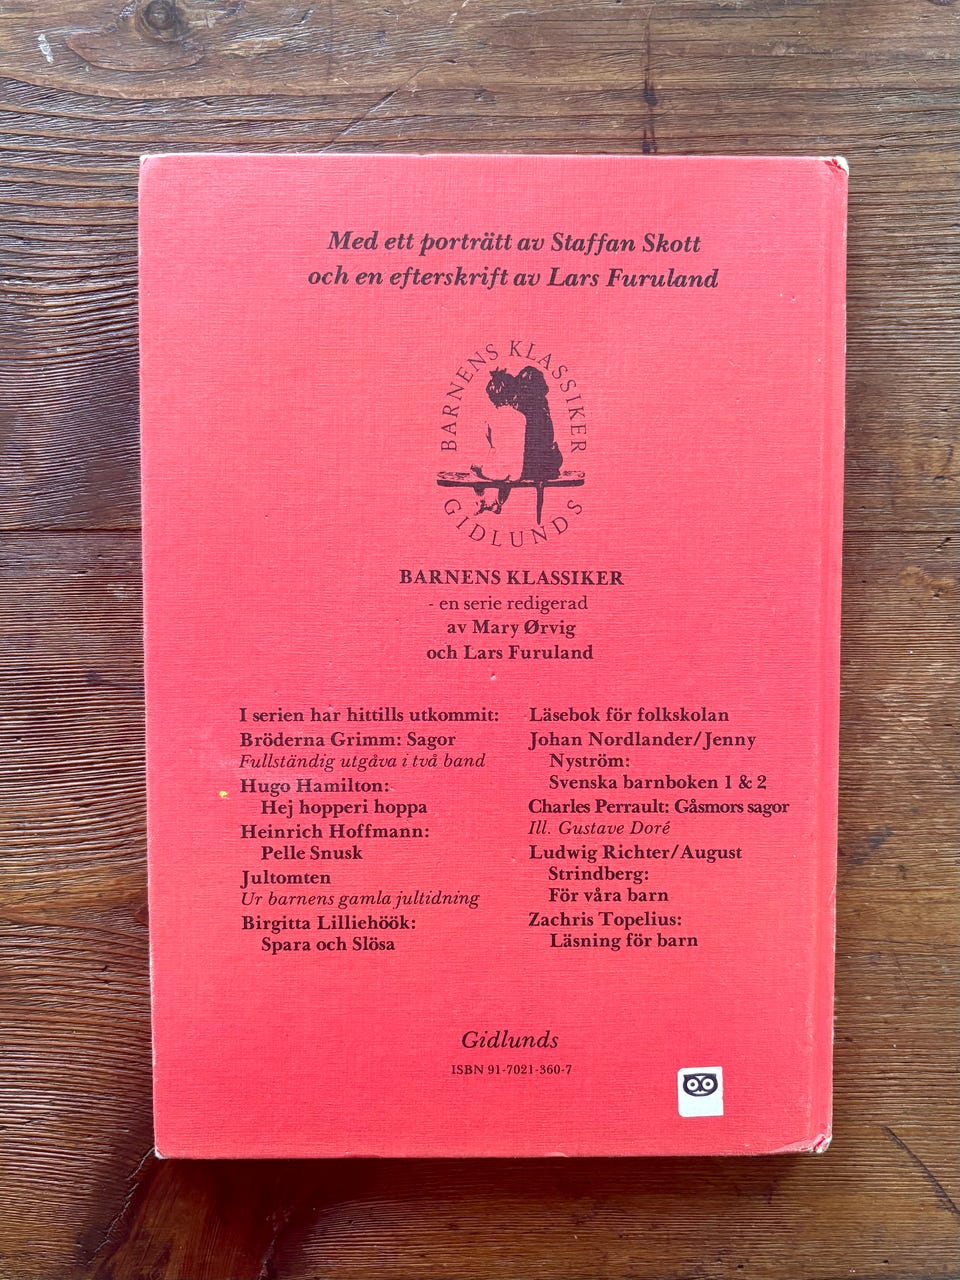 Med ett porträtt av Staffan Skott
och en efterskrift av Lars Furuland
BARNENS KLASSIKER
GIDLUNDS
BARNENS KLASSIKER
- en serie redigerad
av Mary Ørvig
och Lars Furuland
I serien har hittills utkommit:
Bröderna Grimm: Sagor
Fullständig utgåva i två band
Hugo Hamilton:
Hej hopperi hoppa
Heinrich Hoffmann:
Pelle Snusk
Jultomten
Ur barnens gamla jultidning
Birgitta Lilliehöök:
Spara och Slösa
Läsebok för folkskolan
Johan Nordlander/Jenny
Nyström:
Svenska barnboken 1 & 2
Charles Perrault: Gåsmors sagor
Ill. Gustave Doré
Ludwig Richter/August
Strindberg:
För våra barn
Zachris Topelius:
Läsning för barn
Gidlunds
ISBN 91-7021-360-7